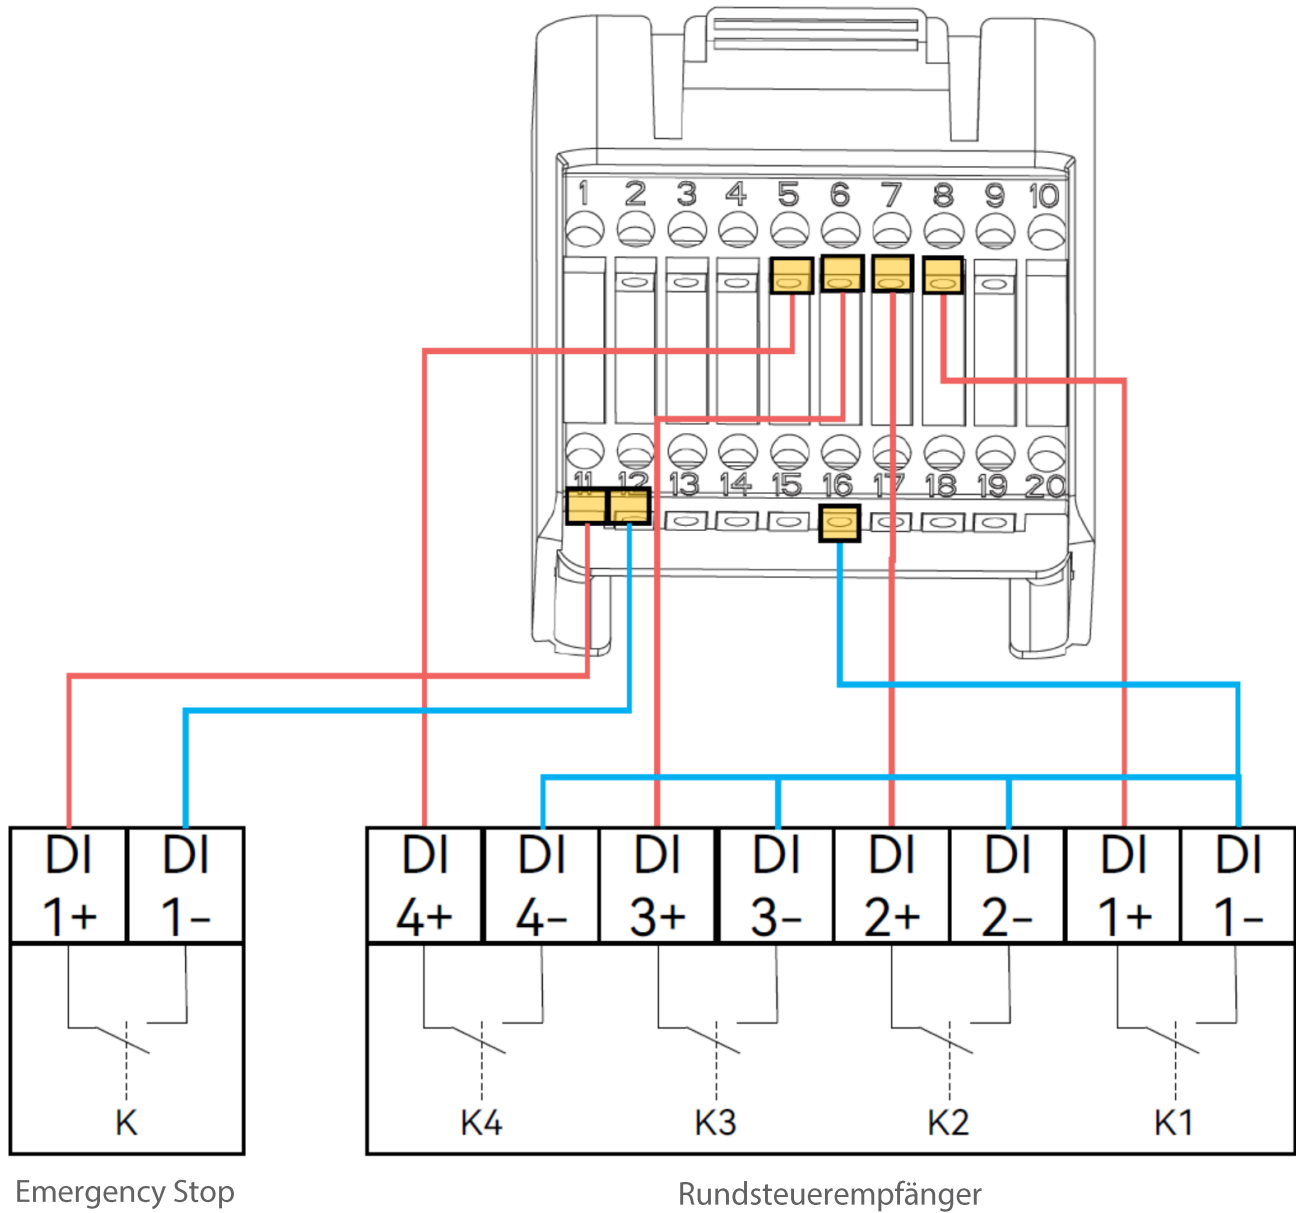 1 2 3 4 5 6 7 8 9 10
11 12 13 14 15 16 17 18 19 20
DI DI DI DI DI DI DI DI DI DI
1+ 1- 4+ 4- 3+ 3- 2+ 2- 1+ 1-
K K4 K3 K2 K1
Emergency Stop Rundsteuerempfänger